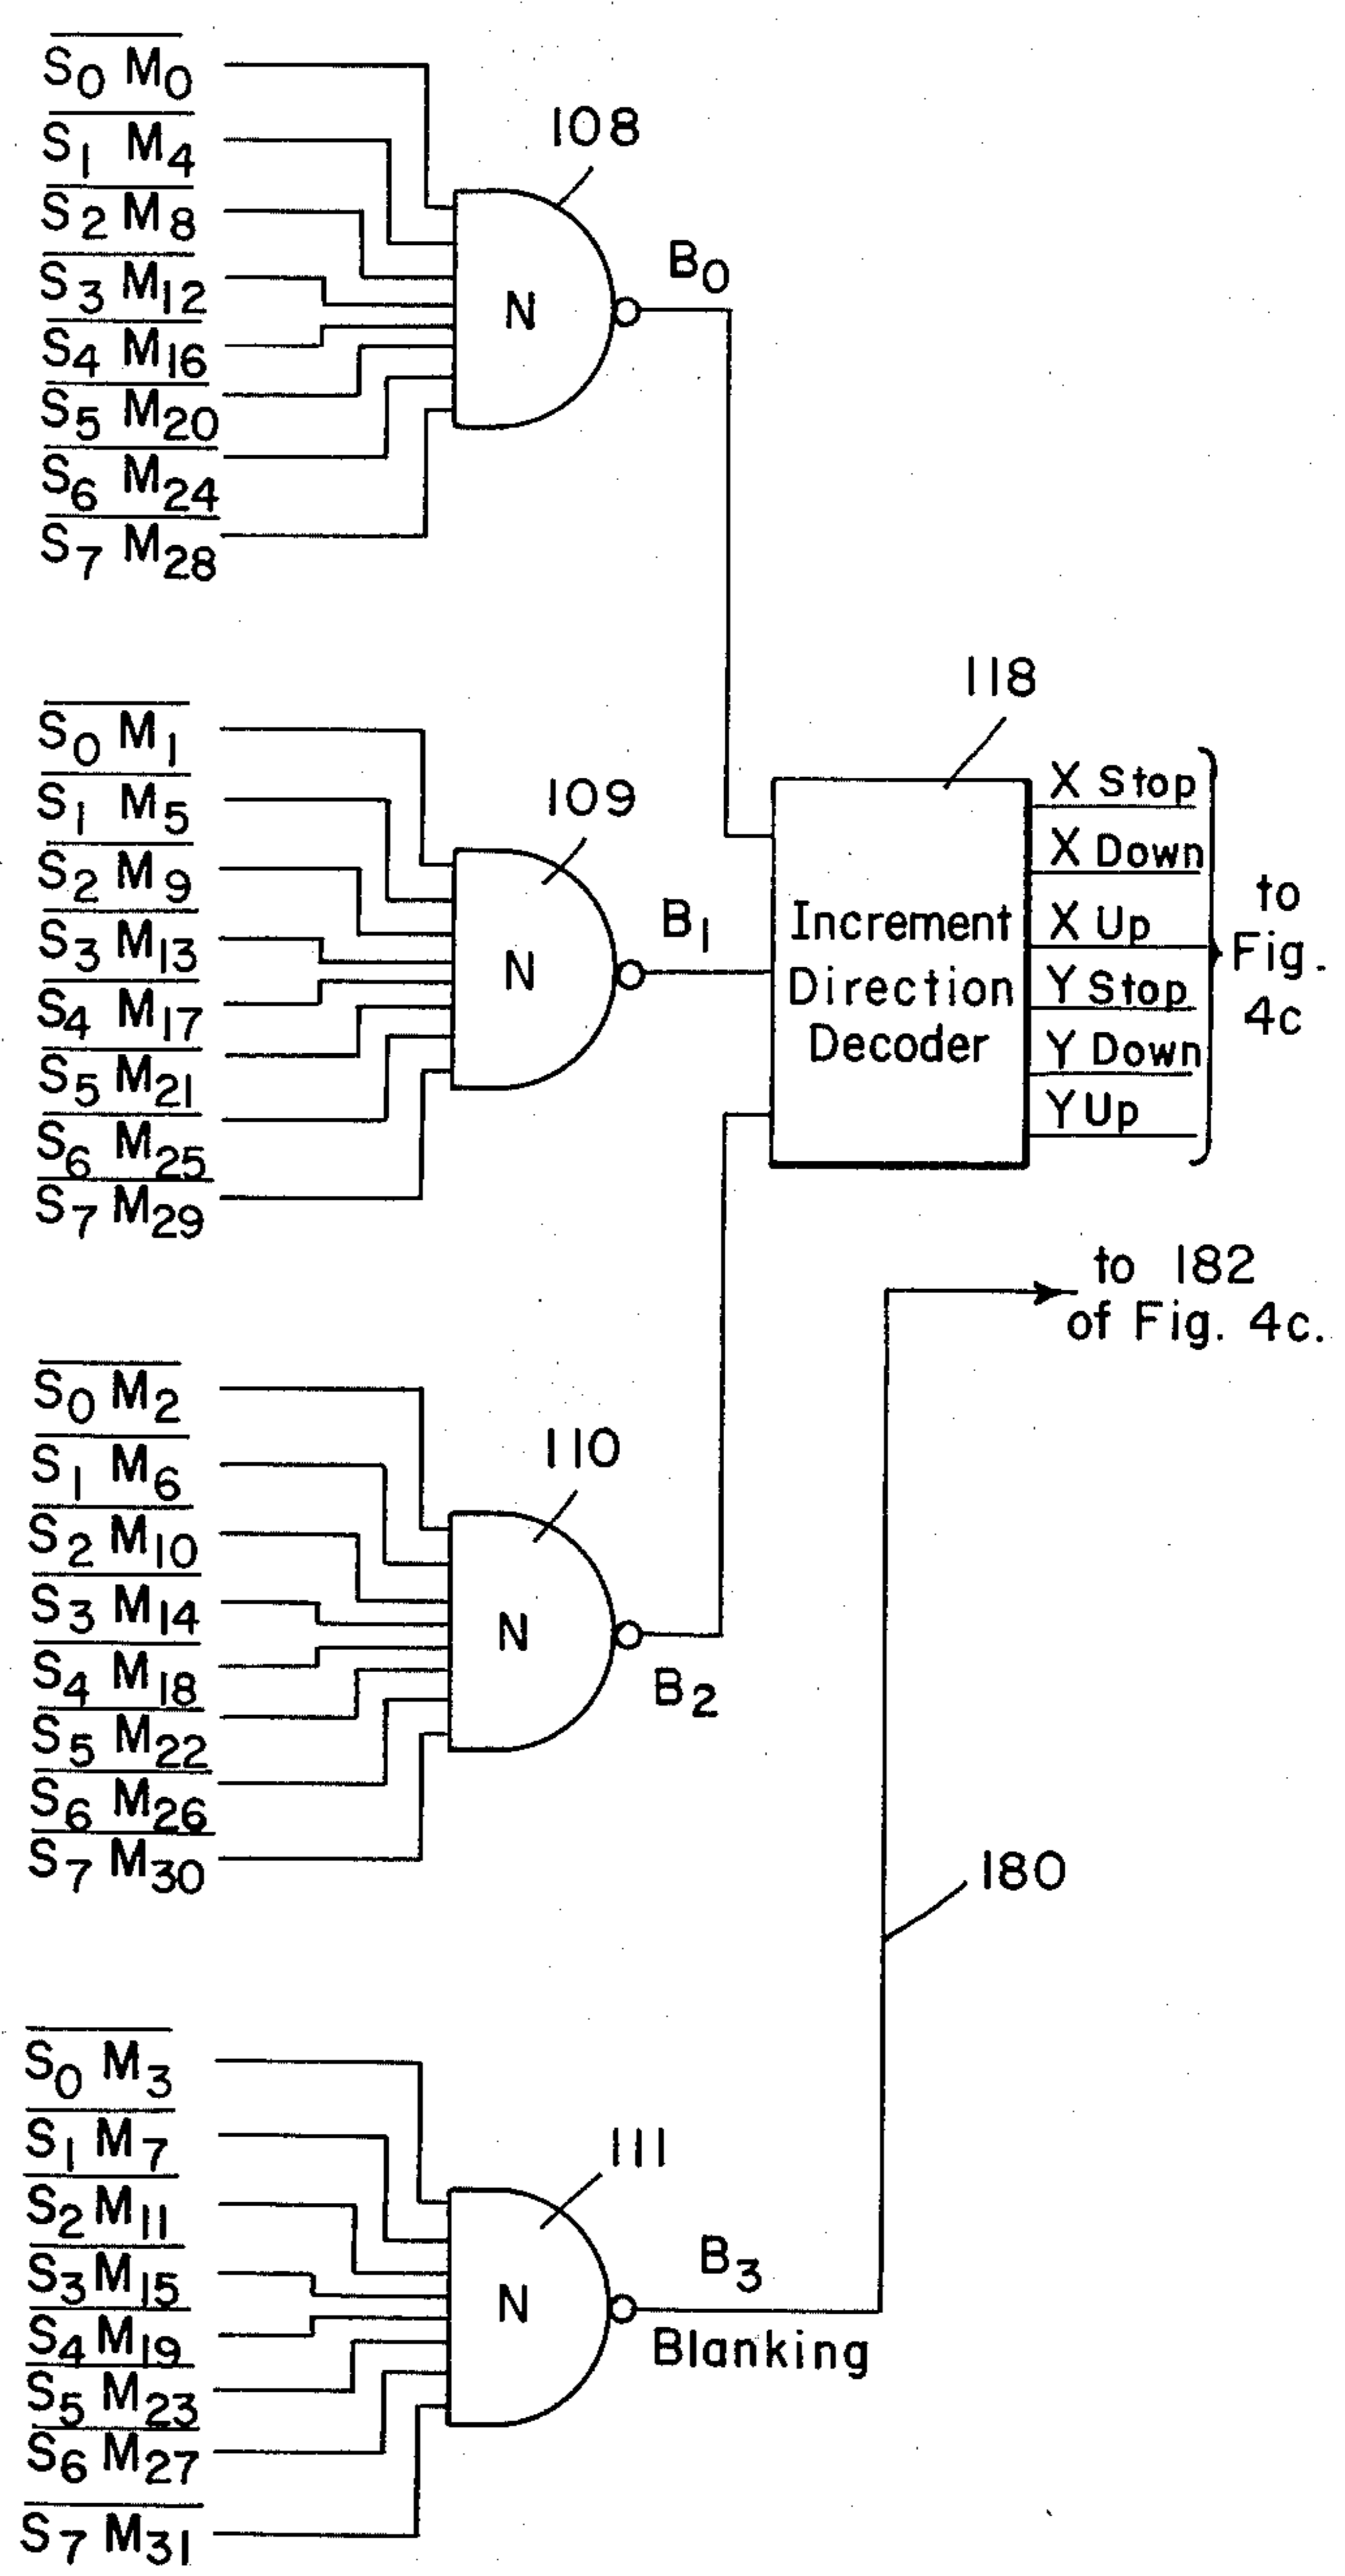 S0 M0
S1 M4
S2 M8
S3 M12
S4 M16
S5 M20
S6 M24
S7 M28
108
N
B0
S0 M1
S1 M5
S2 M9
S3 M13
S4 M17
S5 M21
S6 M25
S7 M29
109
N
B1
118
Increment
Direction
Decoder
X Stop
X Down
X Up
Y Stop
Y Down
Y Up
to
Fig.
4c
to 182
of Fig. 4c.
S0 M2
S1 M6
S2 M10
S3 M14
S4 M18
S5 M22
S6 M26
S7 M30
110
N
B2
180
S0 M3
S1 M7
S2 M11
S3 M15
S4 M19
S5 M23
S6 M27
S7 M31
111
N
B3
Blanking